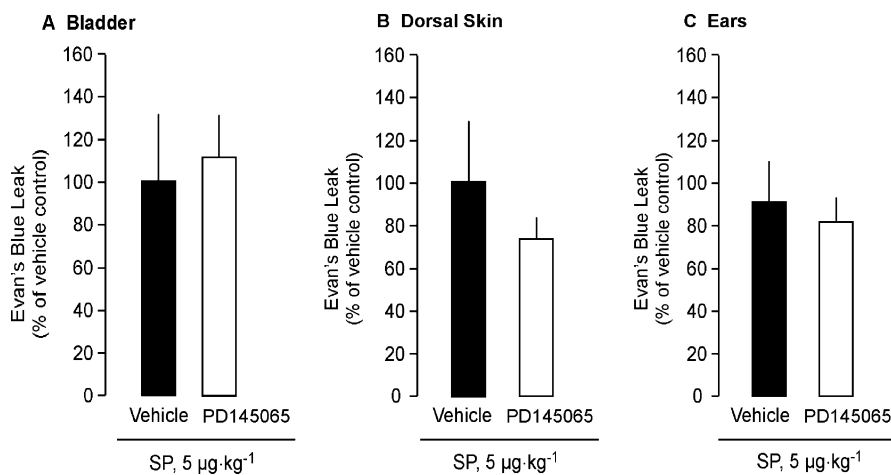 A Bladder
Evan's Blue Leak
(% of vehicle control)
160
140
120
100
80
60
40
20
0
Vehicle PD145065
SP, 5 µg·kg⁻¹
B Dorsal Skin
Evan's Blue Leak
(% of vehicle control)
160
140
120
100
80
60
40
20
0
Vehicle PD145065
SP, 5 µg·kg⁻¹
C Ears
Evan's Blue Leak
(% of vehicle control)
160
140
120
100
80
60
40
20
0
Vehicle PD145065
SP, 5 µg·kg⁻¹